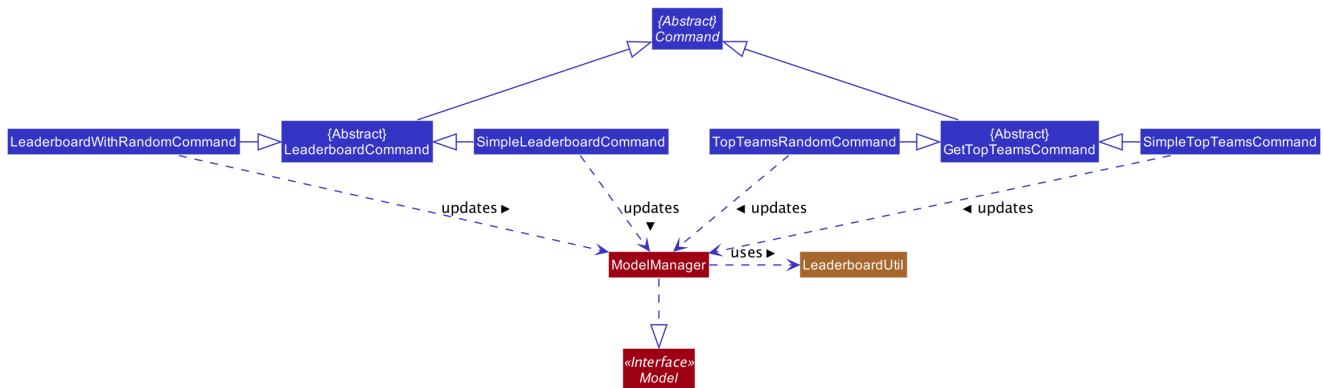 {Abstract}
Command
LeaderboardWithRandomCommand
{Abstract}
LeaderboardCommand
SimpleLeaderboardCommand
TopTeamsRandomCommand
{Abstract}
GetTopTeamsCommand
SimpleTopTeamsCommand
updates ▶
updates
▼
◀ updates
◀ updates
ModelManager
uses ▶
LeaderboardUtil
«Interface»
Model